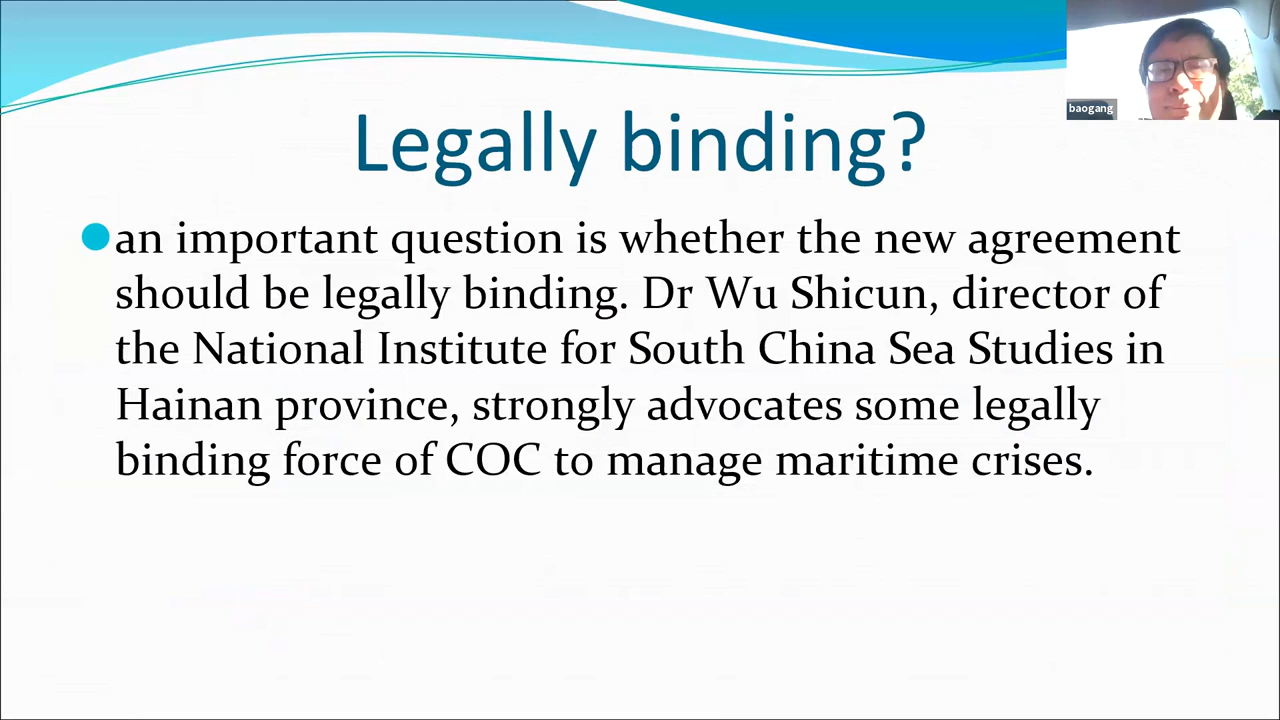 baogang
Legally binding?
an important question is whether the new agreement
should be legally binding. Dr Wu Shicun, director of
the National Institute for South China Sea Studies in
Hainan province, strongly advocates some legally
binding force of COC to manage maritime crises.